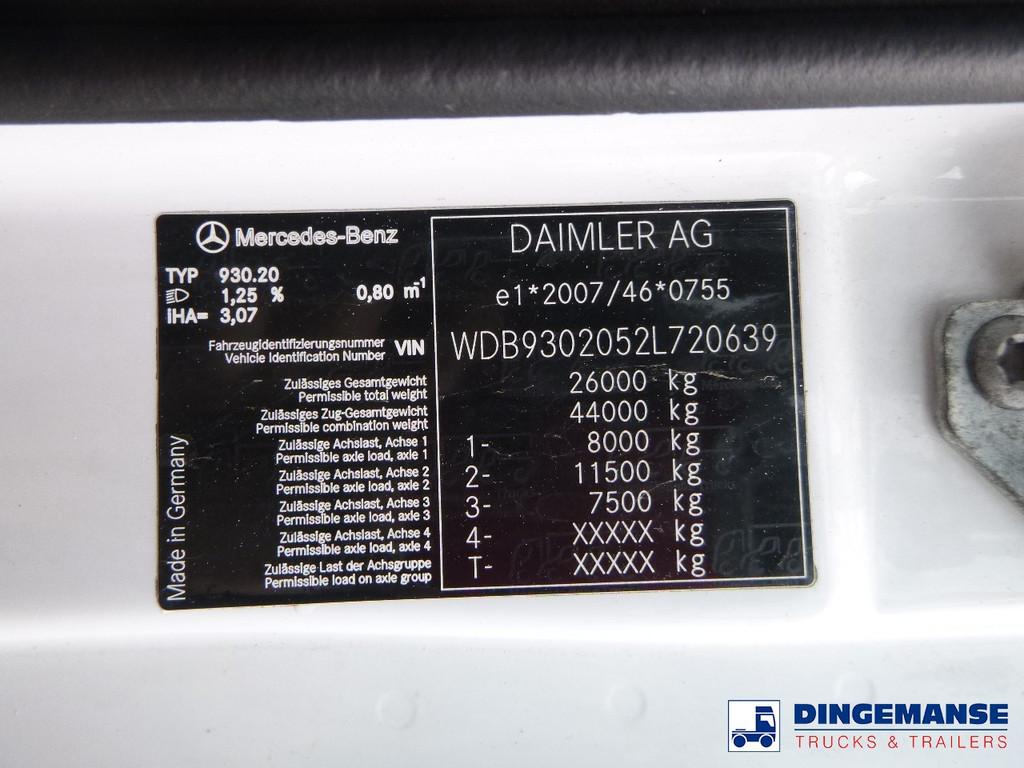 Mercedes-Benz
TYP 930.20
1,25 % 0,80 m-1
iHA= 3,07
Fahrzeugidentifizierungsnummer
Vehicle Identification Number VIN
Zulässiges Gesamtgewicht
Permissible total weight
Zulässiges Zug-Gesamtgewicht
Permissible combination weight
Zulässige Achslast, Achse 1
Permissible axle load, axle 1
Zulässige Achslast, Achse 2
Permissible axle load, axle 2
Zulässige Achslast, Achse 3
Permissible axle load, axle 3
Zulässige Achslast, Achse 4
Permissible axle load, axle 4
Zulässige Last der Achsgruppe
Permissible load on axle group
Made in Germany
DAIMLER AG
e1*2007/46*0755
WDB9302052L720639
26000 kg
44000 kg
1- 8000 kg
2- 11500 kg
3- 7500 kg
4- XXXXX kg
T- XXXXX kg
DINGEMANSE
TRUCKS & TRAILERS